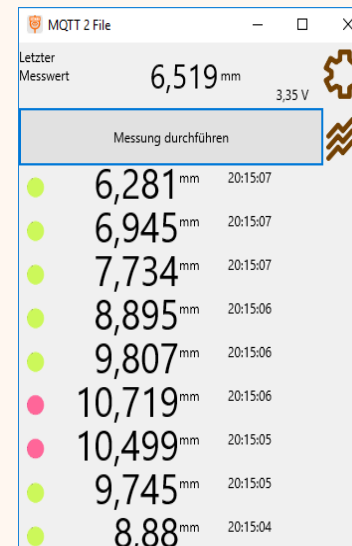 MQTT 2 File
Letzter
Messwert
6,519 mm
3,35 V
Messung durchführen
6,281 mm 20:15:07
6,945 mm 20:15:07
7,734 mm 20:15:07
8,895 mm 20:15:06
9,807 mm 20:15:06
10,719 mm 20:15:06
10,499 mm 20:15:05
9,745 mm 20:15:05
8,88 mm 20:15:04